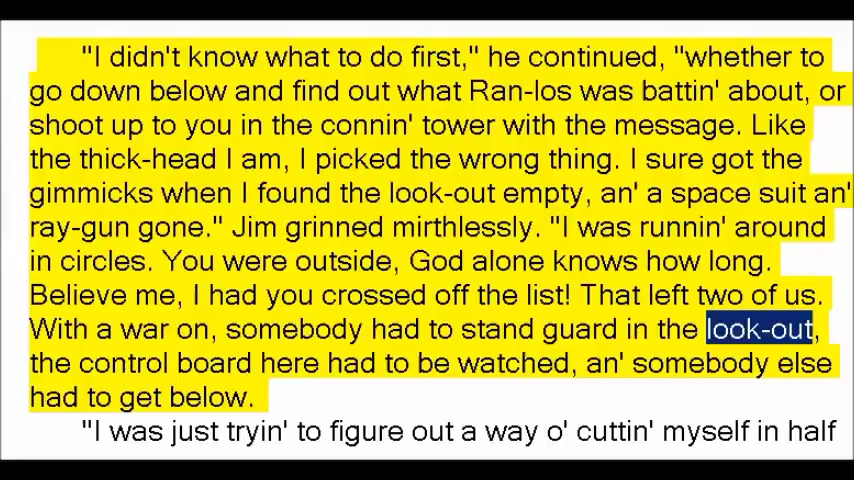 "I didn't know what to do first," he continued, "whether to
go down below and find out what Ran-los was battin' about, or
shoot up to you in the connin' tower with the message. Like
the thick-head I am, I picked the wrong thing. I sure got the
gimmicks when I found the look-out empty, an' a space suit an'
ray-gun gone." Jim grinned mirthlessly. "I was runnin' around
in circles. You were outside, God alone knows how long.
Believe me, I had you crossed off the list! That left two of us.
With a war on, somebody had to stand guard in the look-out,
the control board here had to be watched, an' somebody else
had to get below.
"I was just tryin' to figure out a way o' cuttin' myself in half